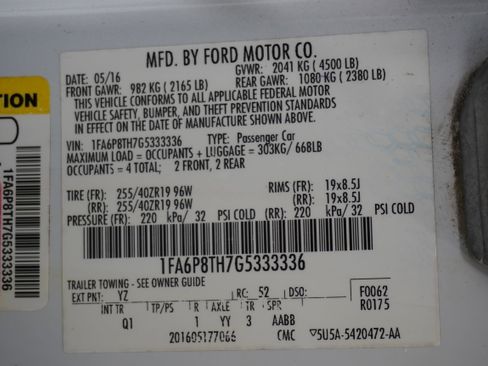 MFD. BY FORD MOTOR CO.
DATE: 05/16 GVWR: 2041 KG (4500 LB)
FRONT GAWR: 982 KG (2165 LB) REAR GAWR: 1080 KG (2380 LB)
THIS VEHICLE CONFORMS TO ALL APPLICABLE FEDERAL MOTOR
VEHICLE SAFETY, BUMPER, AND THEFT PREVENTION STANDARDS
IN EFFECT ON THE DATE OF MANUFACTURE SHOWN ABOVE.
VIN: 1FA6P8TH7G5333336 TYPE: Passenger Car
MAXIMUM LOAD = OCCUPANTS + LUGGAGE = 303KG/ 668LB
OCCUPANTS = 4 TOTAL; 2 FRONT, 2 REAR
TIRE (FR): 255/40ZR19 96W RIMS (FR): 19x8.5J
(RR): 255/40ZR19 96W (RR): 19x8.5J
PRESSURE (FR): 220 kPa/ 32 PSI COLD (RR): 220 kPa/ 32 PSI COLD
1FA6P8TH7G5333336
TRAILER TOWING - SEE OWNER GUIDE
EXT PNT: YZ RC: 52 DSO: F0062
INT TR TP/PS R AXLE TR SPR R0175
Q1 1 YY 3 AABB
201605177066 CMC 5U5A-5420472-AA
TION
1FA6P8TH7G5333336